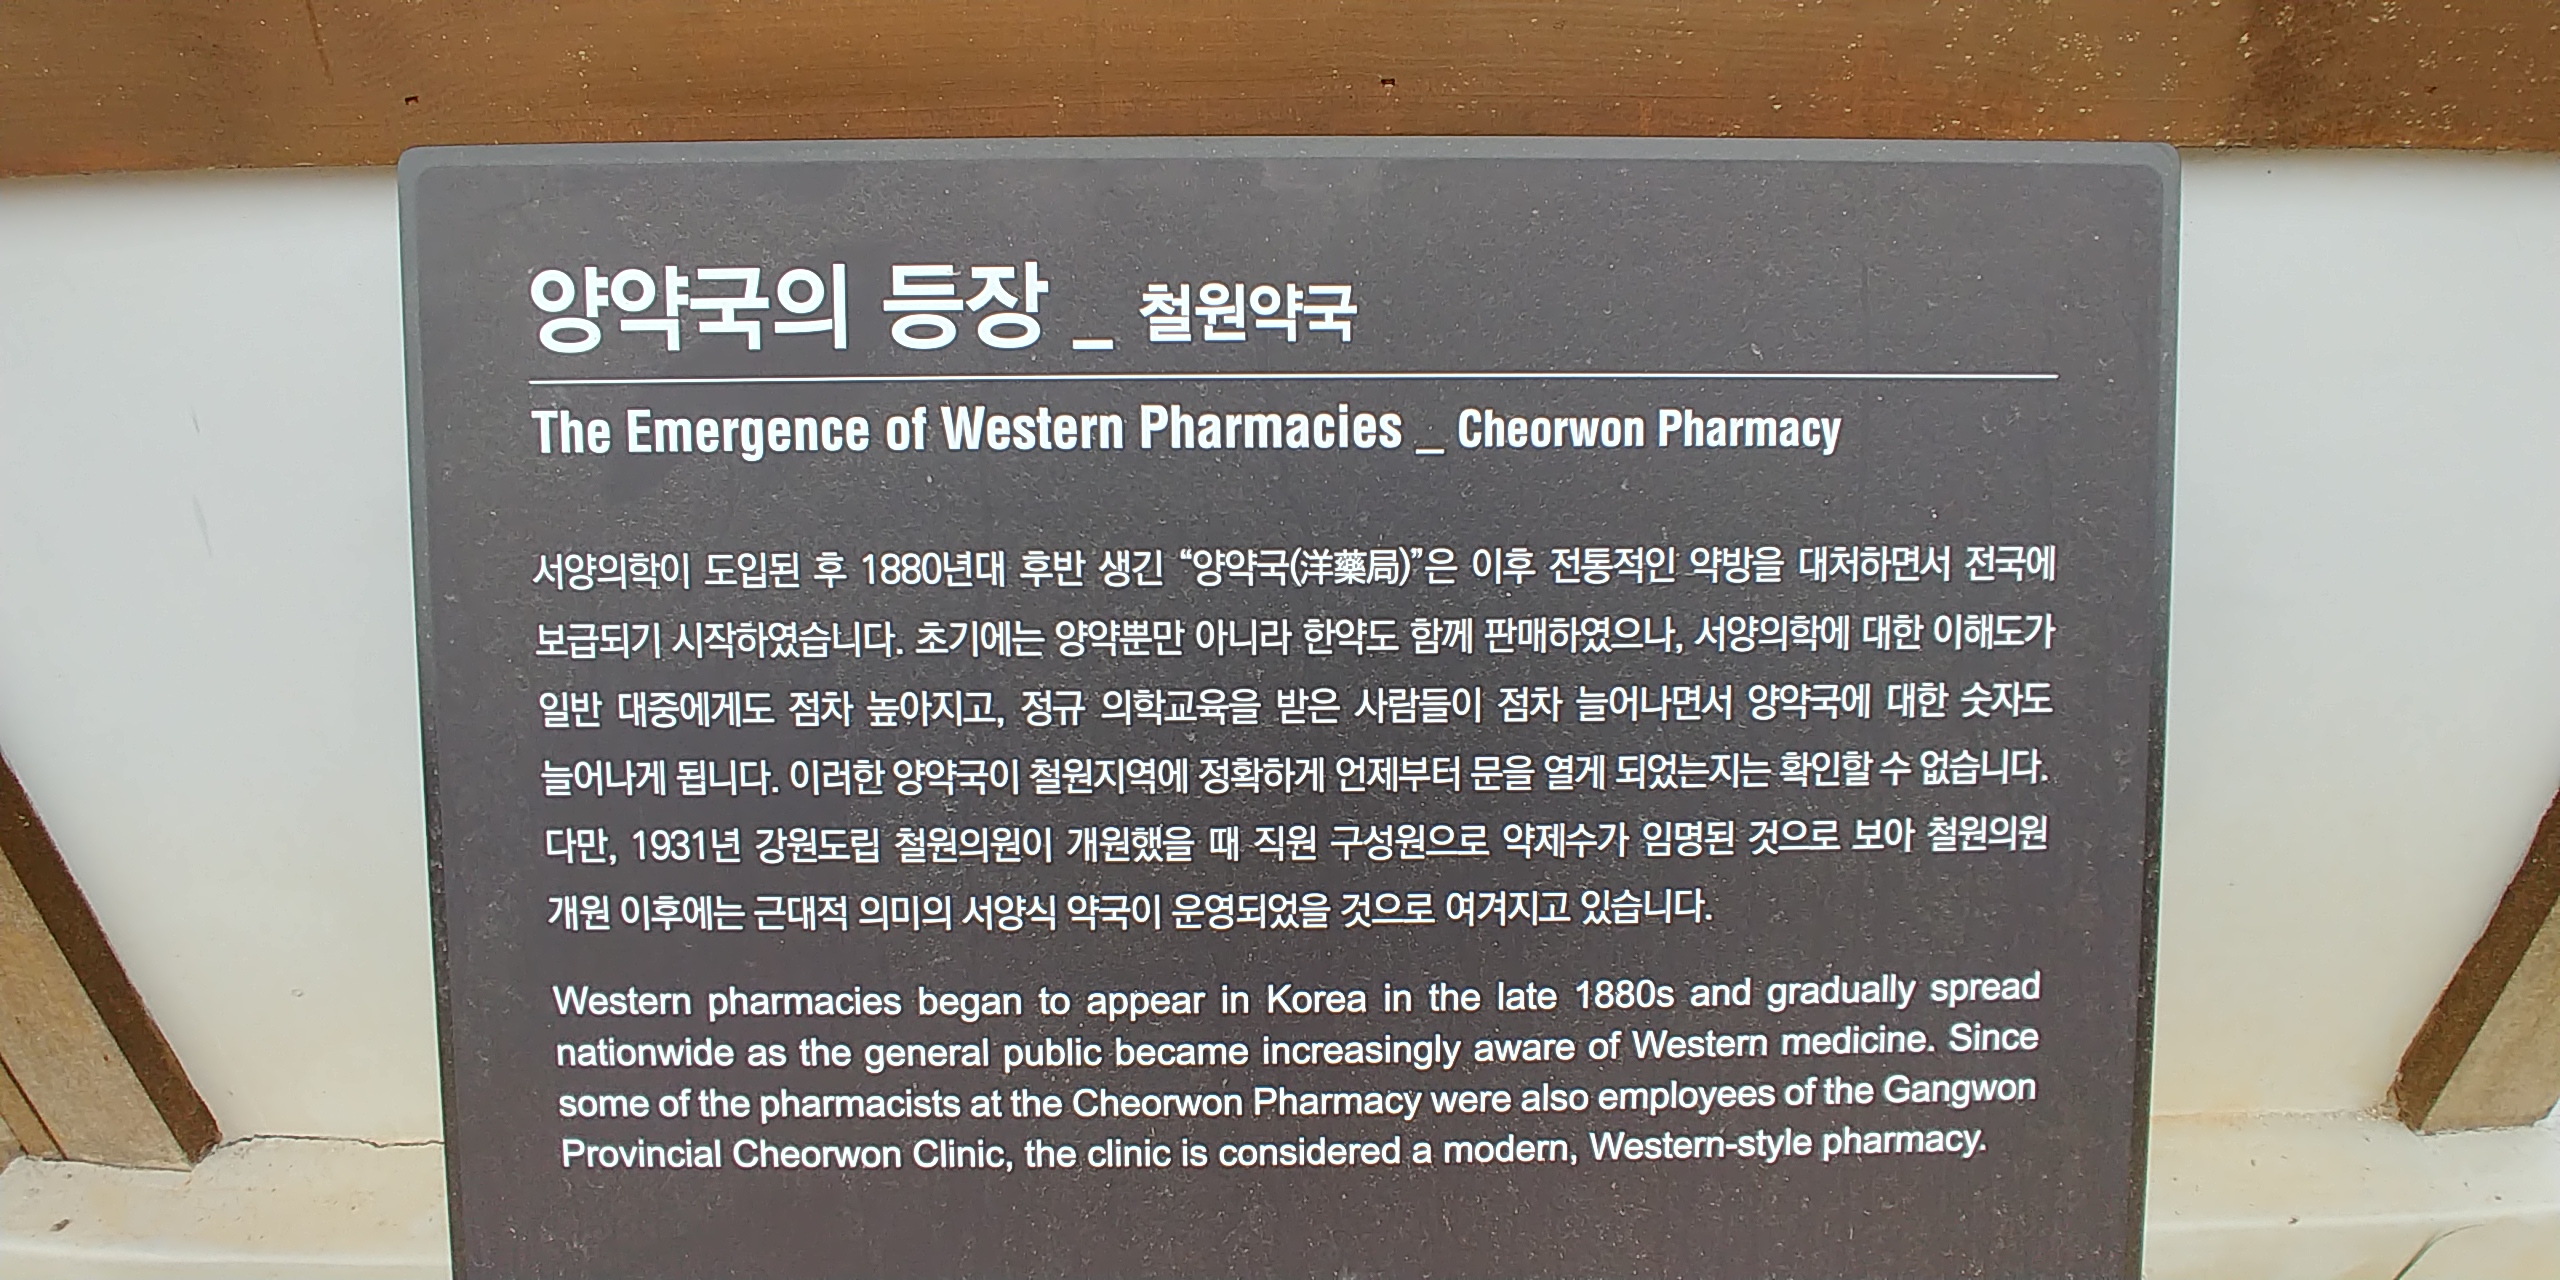 양약국의 등장 _ 철원약국
The Emergence of Western Pharmacies _ Cheorwon Pharmacy
서양의학이 도입된 후 1880년대 후반 생긴 “양약국(洋藥局)”은 이후 전통적인 약방을 대처하면서 전국에
보급되기 시작하였습니다. 초기에는 양약뿐만 아니라 한약도 함께 판매하였으나, 서양의학에 대한 이해도가
일반 대중에게도 점차 높아지고, 정규 의학교육을 받은 사람들이 점차 늘어나면서 양약국에 대한 숫자도
늘어나게 됩니다. 이러한 양약국이 철원지역에 정확하게 언제부터 문을 열게 되었는지는 확인할 수 없습니다.
다만, 1931년 강원도립 철원의원이 개원했을 때 직원 구성원으로 약제수가 임명된 것으로 보아 철원의원
개원 이후에는 근대적 의미의 서양식 약국이 운영되었을 것으로 여겨지고 있습니다.
Western pharmacies began to appear in Korea in the late 1880s and gradually spread
nationwide as the general public became increasingly aware of Western medicine. Since
some of the pharmacists at the Cheorwon Pharmacy were also employees of the Gangwon
Provincial Cheorwon Clinic, the clinic is considered a modern, Western-style pharmacy.